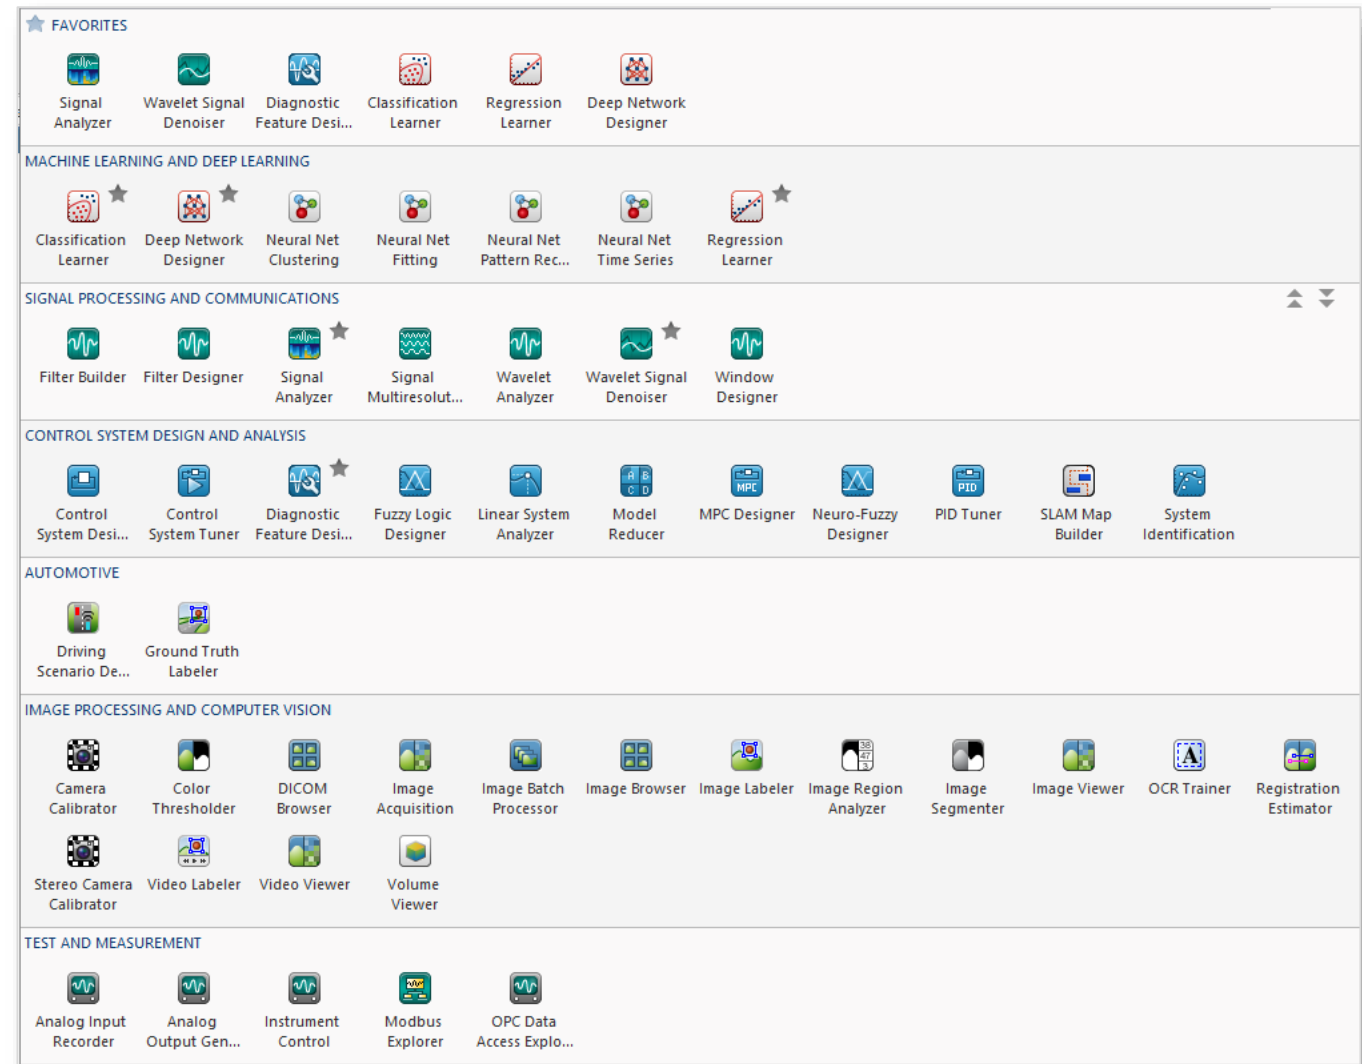 FAVORITES
Signal Wavelet Signal Diagnostic Classification Regression Deep Network
Analyzer Denoiser Feature Desi... Learner Learner Designer
MACHINE LEARNING AND DEEP LEARNING
Classification Deep Network Neural Net Neural Net Neural Net Neural Net Regression
Learner Designer Clustering Fitting Pattern Rec... Time Series Learner
SIGNAL PROCESSING AND COMMUNICATIONS
Filter Builder Filter Designer Signal Signal Wavelet Wavelet Signal Window
Analyzer Multiresolut... Analyzer Denoiser Designer
CONTROL SYSTEM DESIGN AND ANALYSIS
A B
C D
MPC
PID
Control Control Diagnostic Fuzzy Logic Linear System Model MPC Designer Neuro-Fuzzy PID Tuner SLAM Map System
System Desi... System Tuner Feature Desi... Designer Analyzer Reducer Designer Builder Identification
AUTOMOTIVE
Driving Ground Truth
Scenario De... Labeler
IMAGE PROCESSING AND COMPUTER VISION
38
47
3
A
Camera Color DICOM Image Image Batch Image Browser Image Labeler Image Region Image Image Viewer OCR Trainer Registration
Calibrator Thresholder Browser Acquisition Processor Analyzer Segmenter Estimator
Stereo Camera Video Labeler Video Viewer Volume
Calibrator Viewer
TEST AND MEASUREMENT
Analog Input Analog Instrument Modbus OPC Data
Recorder Output Gen... Control Explorer Access Explo...